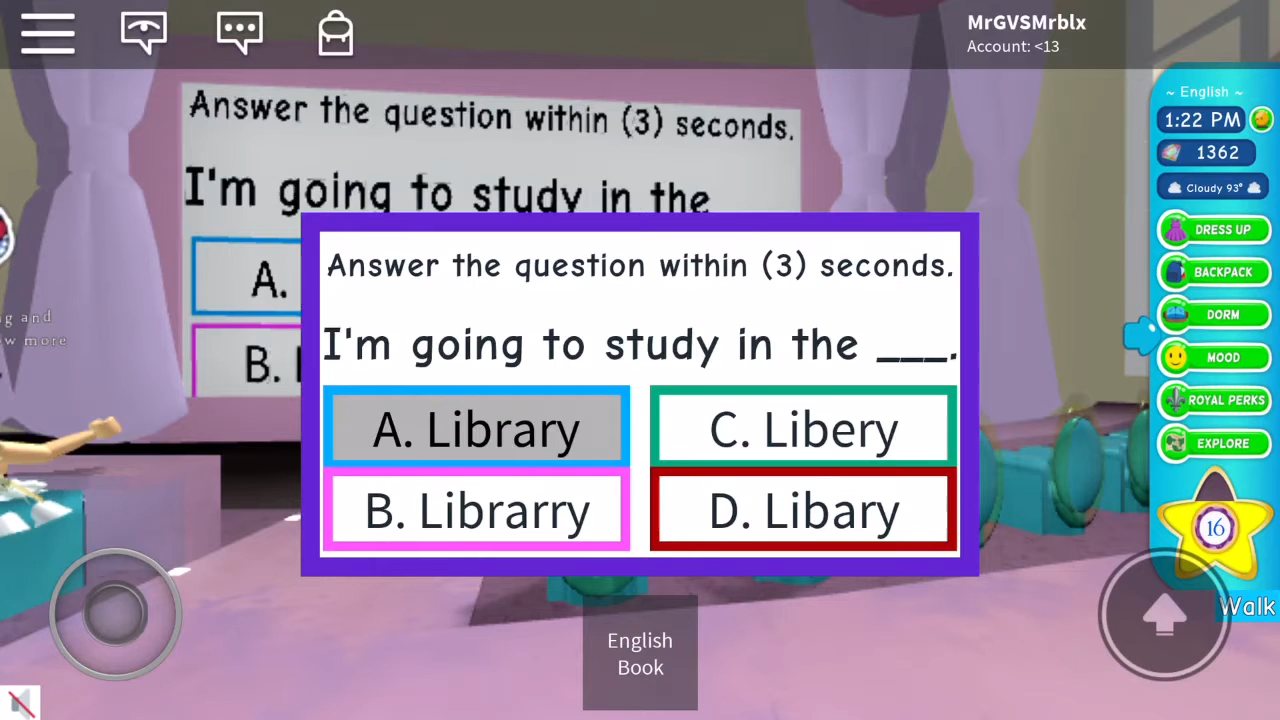 MrGVSMrblx
Account: <13
~ English ~
1:22 PM
1362
Cloudy 93°
DRESS UP
BACKPACK
DORM
MOOD
ROYAL PERKS
EXPLORE
16
Walk
Answer the question within (3) seconds.
I'm going to study in the
A.
B.
Answer the question within (3) seconds.
I'm going to study in the ___.
A. Library
C. Libery
B. Librarry
D. Libary
g and
w more
English
Book